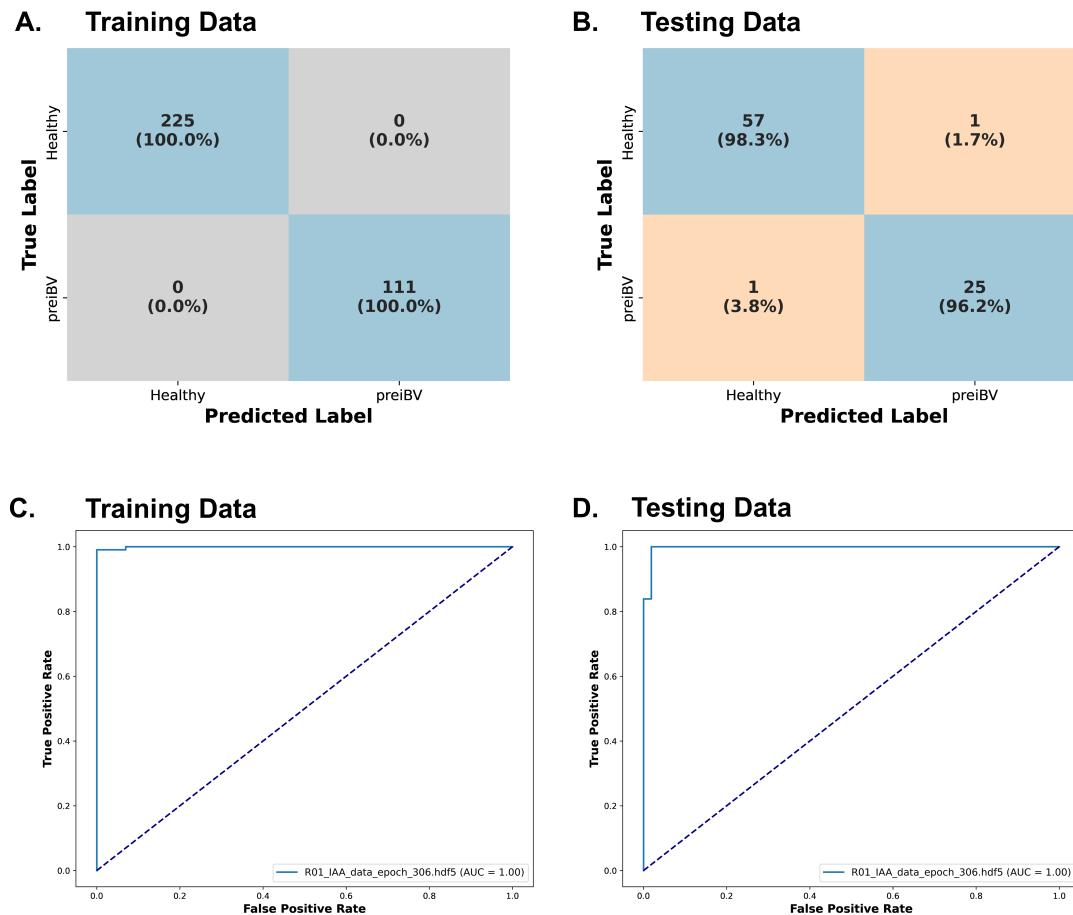 A. Training Data
225
(100.0%)
0
(0.0%)
0
(0.0%)
111
(100.0%)
True Label
Healthy
preiBV
Healthy
preiBV
Predicted Label
B. Testing Data
57
(98.3%)
1
(1.7%)
1
(3.8%)
25
(96.2%)
True Label
Healthy
preiBV
Healthy
preiBV
Predicted Label
C. Training Data
True Positive Rate
1.0
0.8
0.6
0.4
0.2
0.0
R01_IAA_data_epoch_306.hdf5 (AUC = 1.00)
0.0 0.2 0.4 0.6 0.8 1.0
False Positive Rate
D. Testing Data
True Positive Rate
1.0
0.8
0.6
0.4
0.2
0.0
R01_IAA_data_epoch_306.hdf5 (AUC = 1.00)
0.0 0.2 0.4 0.6 0.8 1.0
False Positive Rate